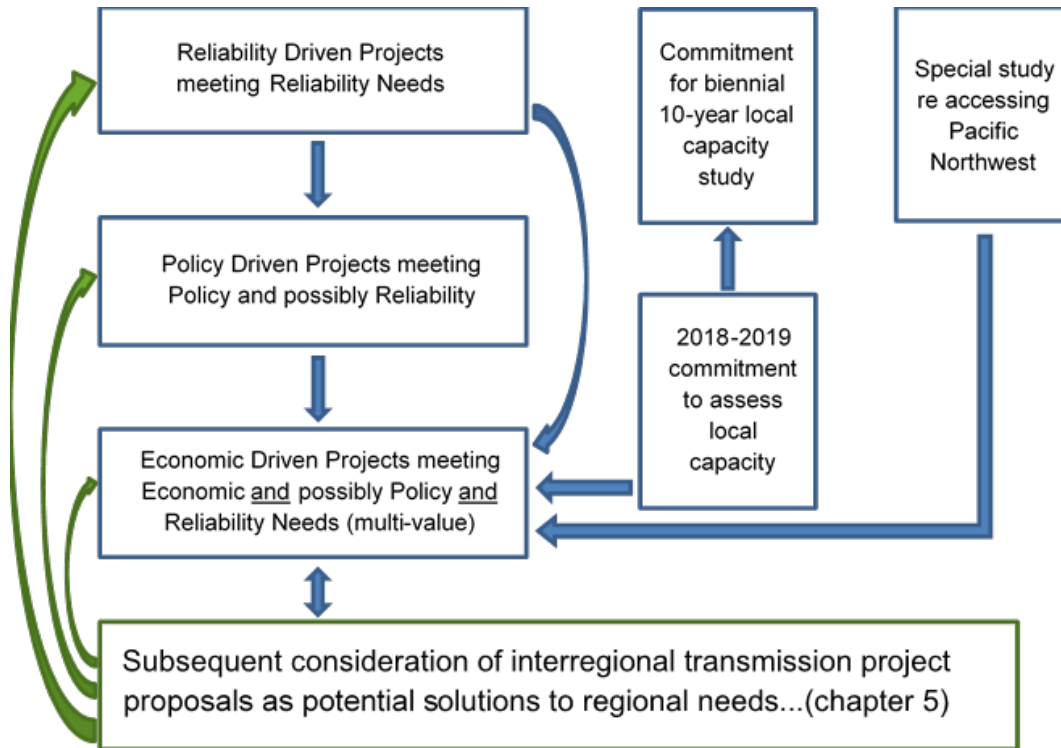 Reliability Driven Projects
meeting Reliability Needs
Commitment
for biennial
10-year local
capacity
study
Special study
re accessing
Pacific
Northwest
Policy Driven Projects meeting
Policy and possibly Reliability
2018-2019
commitment
to assess
local
capacity
Economic Driven Projects meeting
Economic and possibly Policy and
Reliability Needs (multi-value)
Subsequent consideration of interregional transmission project
proposals as potential solutions to regional needs...(chapter 5)